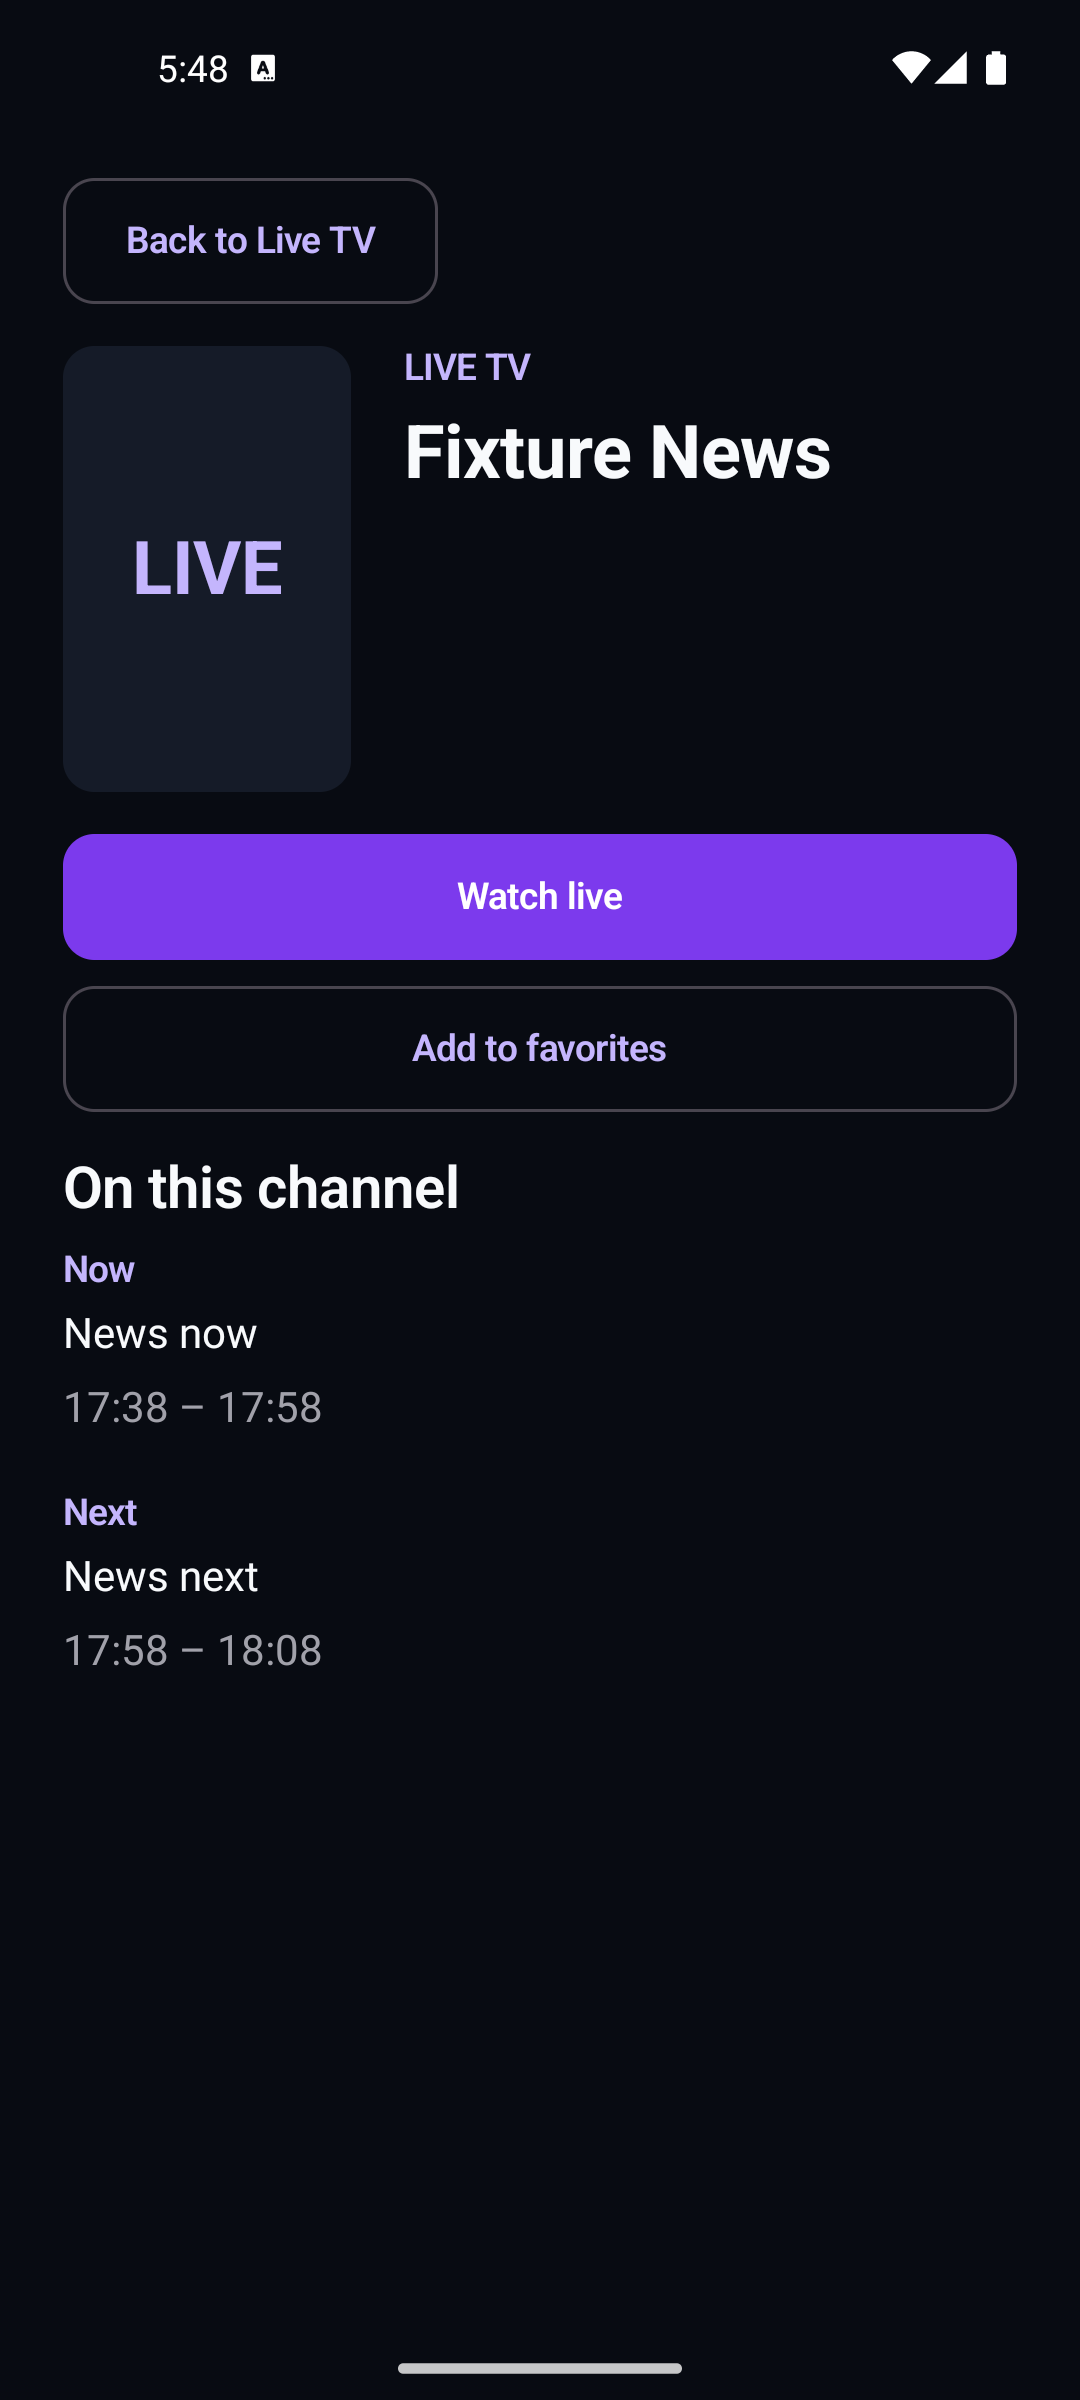 5:48
Back to Live TV
LIVE TV
Fixture News
LIVE
Watch live
Add to favorites
On this channel
Now
News now
17:38 – 17:58
Next
News next
17:58 – 18:08